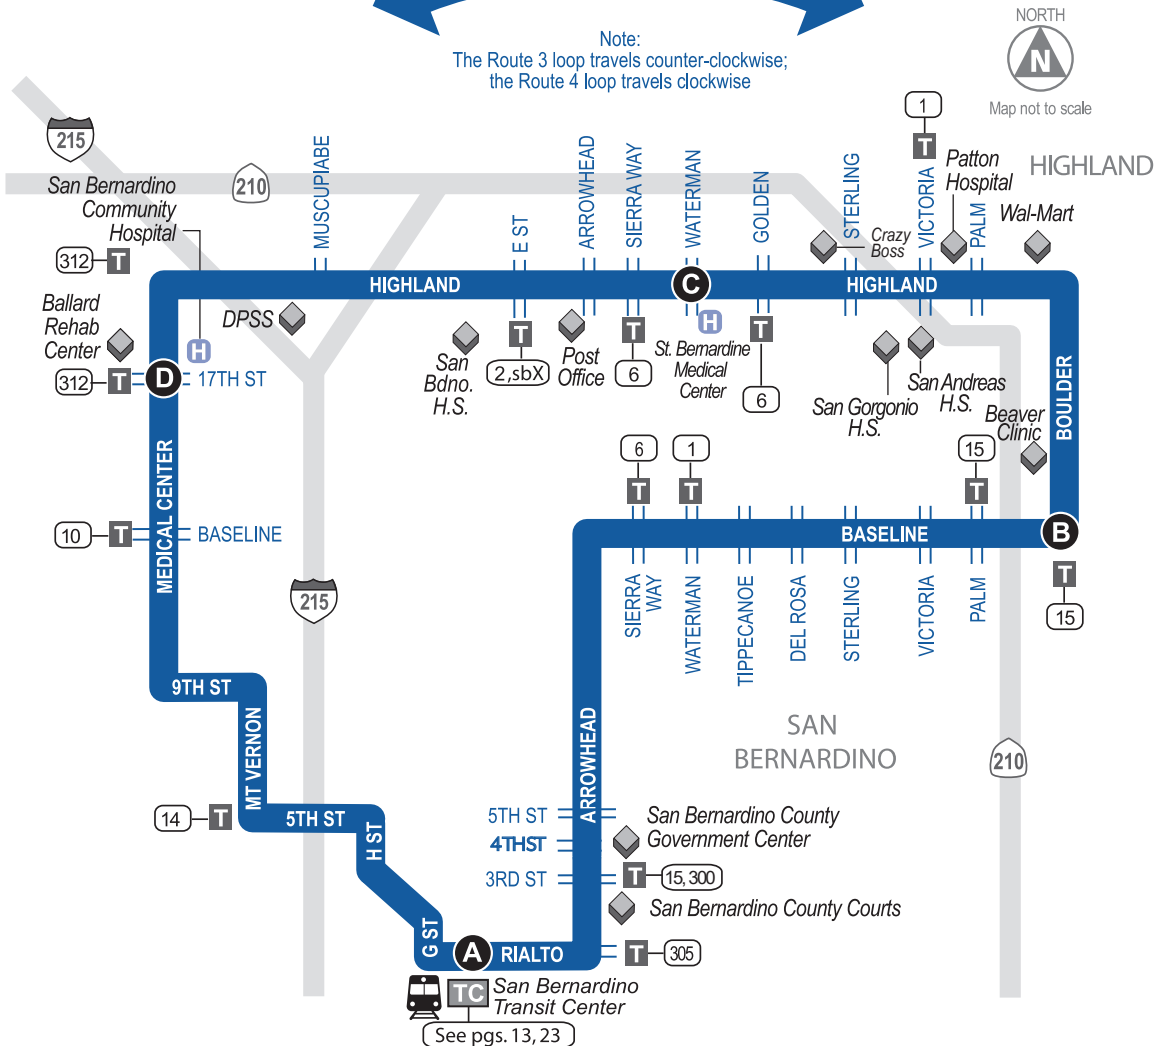 Note:
The Route 3 loop travels counter-clockwise;
the Route 4 loop travels clockwise
NORTH
N
Map not to scale
215
210
San Bernardino
Community
Hospital
312 T
MUSCUPIABE
E ST
ARROWHEAD
SIERRA WAY
WATERMAN
GOLDEN
STERLING
1
T
VICTORIA
Patton
Hospital
PALM
HIGHLAND
Wal-Mart
Crazy
Boss
HIGHLAND
C
HIGHLAND
Ballard
Rehab
Center
DPSS
H
312 T
D
17TH ST
San
Bdno.
H.S.
T
2,sbX
Post
Office
T
6
H
St. Bernardine
Medical
Center
T
6
San Gorgonio
H.S.
San Andreas
H.S.
Beaver
Clinic
BOULDER
MEDICAL CENTER
10 T
BASELINE
6
T
1
T
15
T
BASELINE
B
T
15
SIERRA
WAY
WATERMAN
TIPPECANOE
DEL ROSA
STERLING
VICTORIA
PALM
215
9TH ST
MT VERNON
14 T
5TH ST
H ST
G ST
ARROWHEAD
SAN
BERNARDINO
210
5TH ST
4THST
3RD ST
San Bernardino County
Government Center
T 15, 300
San Bernardino County Courts
A
RIALTO
T 305
TC
San Bernardino
Transit Center
See pgs. 13, 23